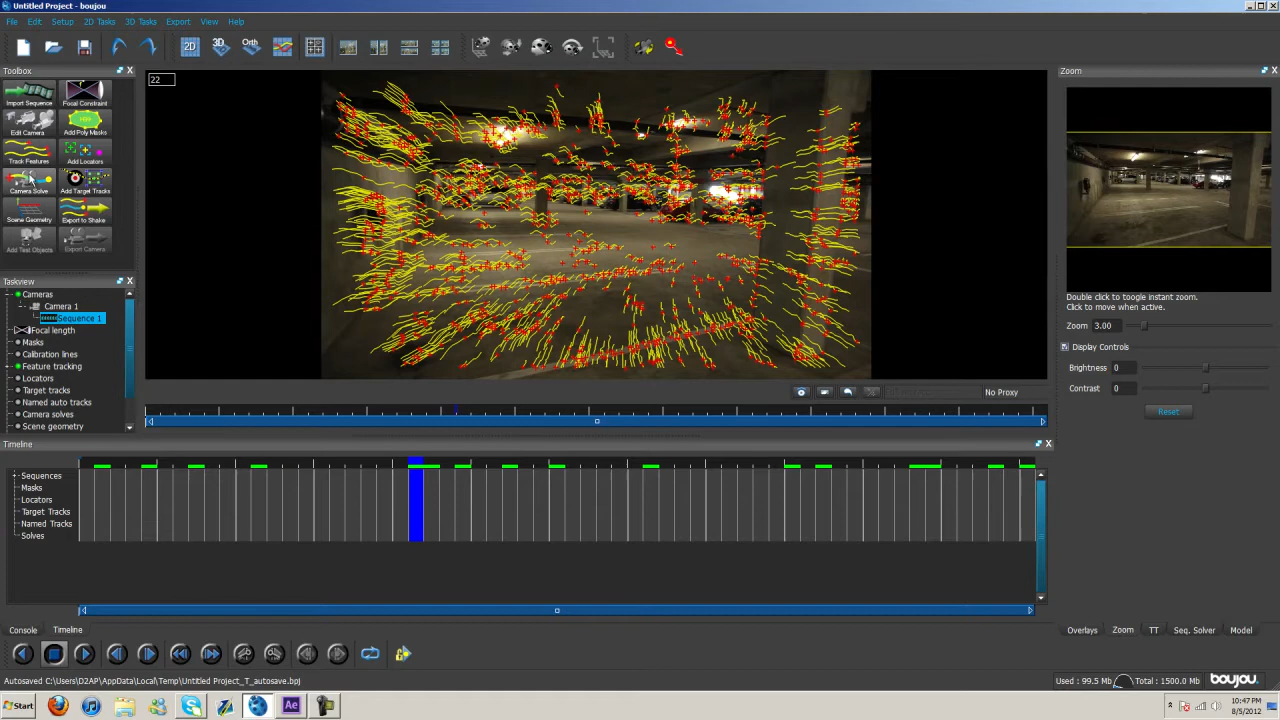 Untitled Project - boujou
File Edit Setup 2D Tasks 3D Tasks Export View Help
2D 3D Orth
Toolbox
Import Sequence Focal Constraint
Edit Camera Add Poly Masks
Track Features Add Locators
Camera Solve Add Target Tracks
Scene Geometry Export to Shake
Add Test Objects Export Camera
22
Zoom
Double click to toogle instant zoom.
Click to move when active.
Zoom 3.00
Display Controls
Brightness 0
Contrast 0
Reset
Taskview
Cameras
Camera 1
Sequence 1
Focal length
Masks
Calibration lines
Feature tracking
Locators
Target tracks
Named auto tracks
Camera solves
Scene geometry
No Proxy
Timeline
Sequences
Masks
Locators
Target Tracks
Named Tracks
Solves
Console Timeline
Overlays Zoom TT Seq. Solver Model
Autosaved C:\Users\D2AP\AppData\Local\Temp\Untitled Project_T_autosave.bpj
Used : 99.5 Mb Total : 1500.0 Mb boujou
Start Ae
10:47 PM
8/5/2012